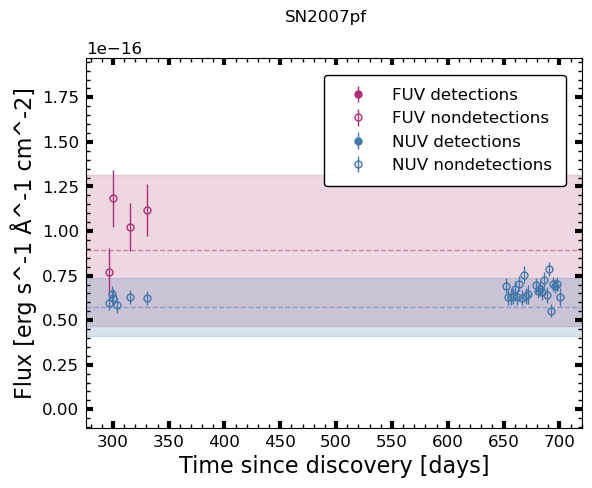 SN2007pf
1e−16
FUV detections
FUV nondetections
NUV detections
NUV nondetections
1.75
1.50
1.25
1.00
0.75
0.50
0.25
0.00
Flux [erg s^-1 Å^-1 cm^-2]
300 350 400 450 500 550 600 650 700
Time since discovery [days]